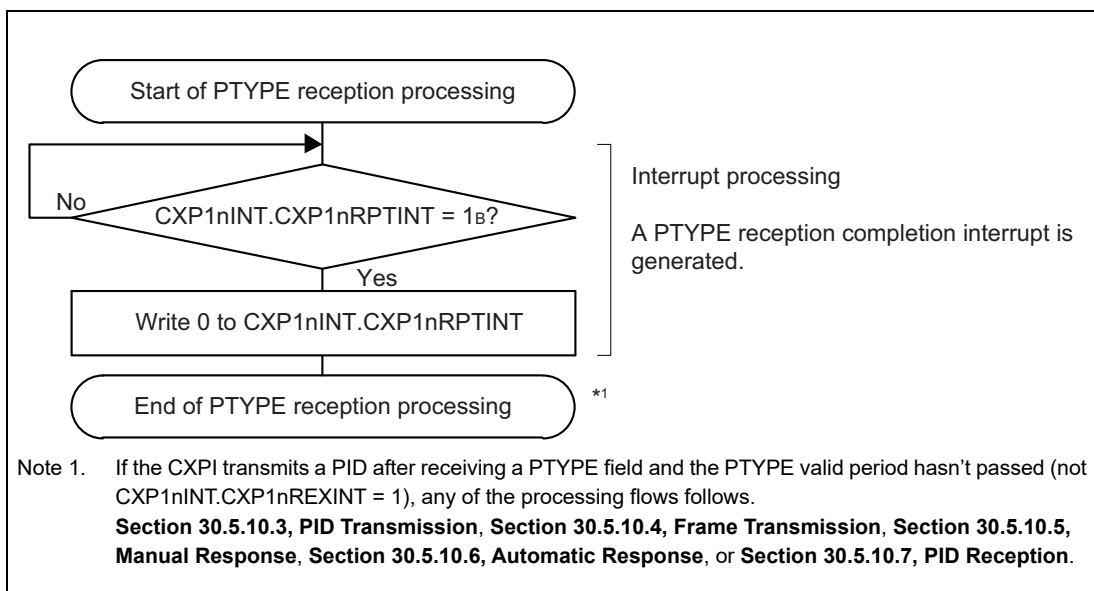 Start of PTYPE reception processing
No
CXP1nINT.CXP1nRPTINT = 1B?
Yes
Write 0 to CXP1nINT.CXP1nRPTINT
End of PTYPE reception processing
*1
Interrupt processing
A PTYPE reception completion interrupt is
generated.
Note 1. If the CXPI transmits a PID after receiving a PTYPE field and the PTYPE valid period hasn't passed (not
CXP1nINT.CXP1nREXINT = 1), any of the processing flows follows.
Section 30.5.10.3, PID Transmission, Section 30.5.10.4, Frame Transmission, Section 30.5.10.5,
Manual Response, Section 30.5.10.6, Automatic Response, or Section 30.5.10.7, PID Reception.